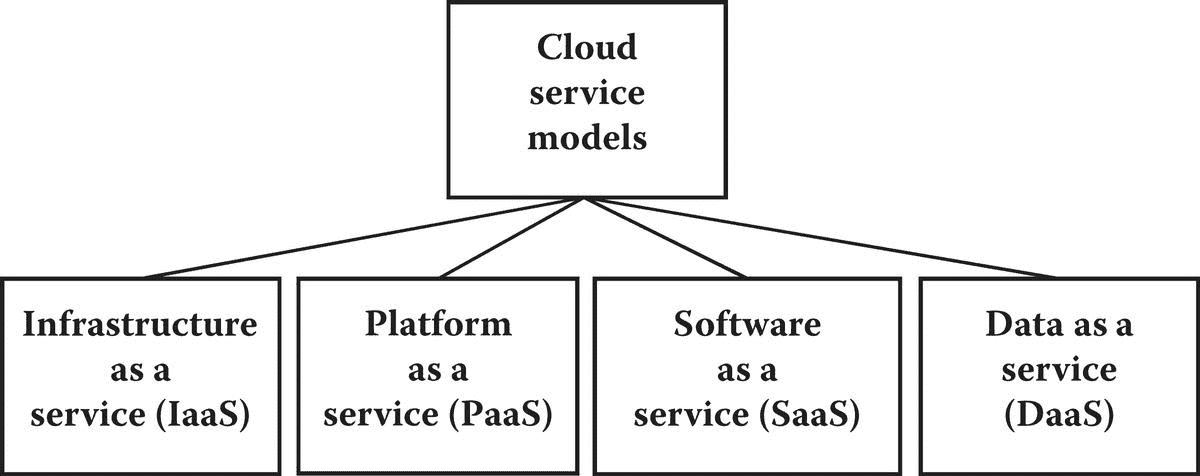 Cloud
service
models
Infrastructure
as a
service (IaaS)
Platform
as a
service (PaaS)
Software
as a
service (SaaS)
Data as a
service
(DaaS)